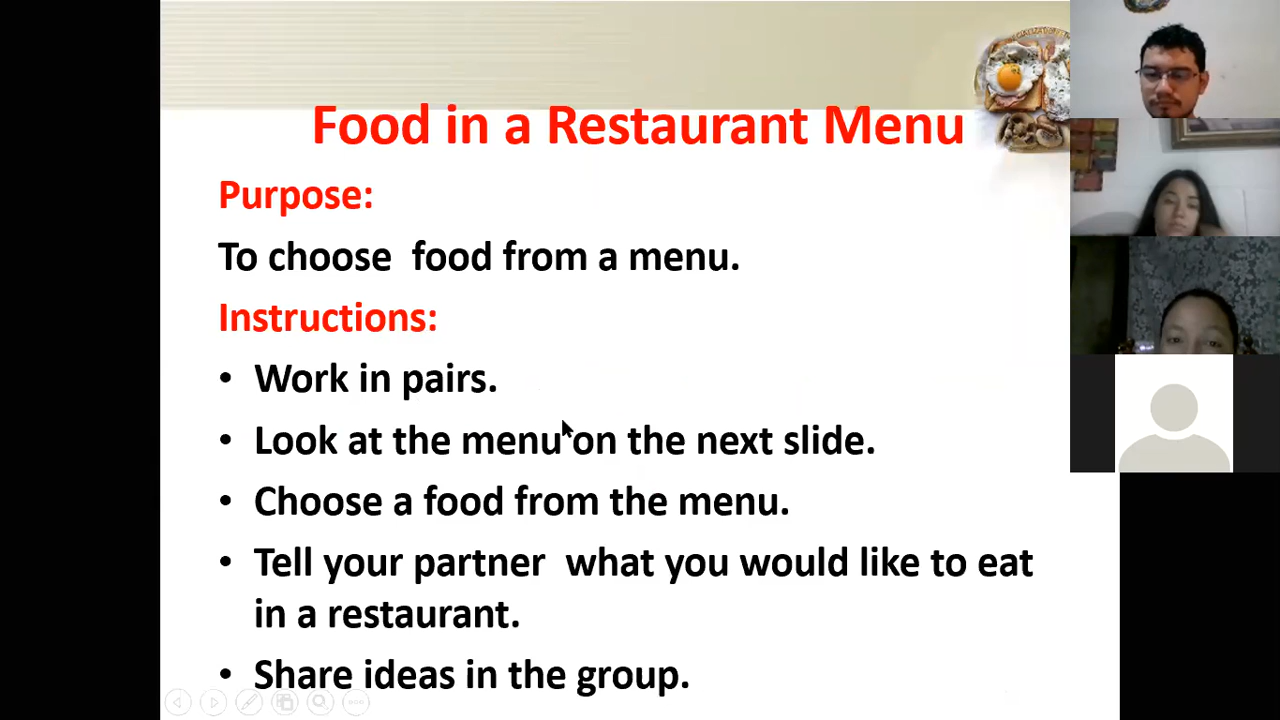 Food in a Restaurant Menu
Purpose:
To choose food from a menu.
Instructions:
• Work in pairs.
• Look at the menu on the next slide.
• Choose a food from the menu.
• Tell your partner what you would like to eat
in a restaurant.
• Share ideas in the group.